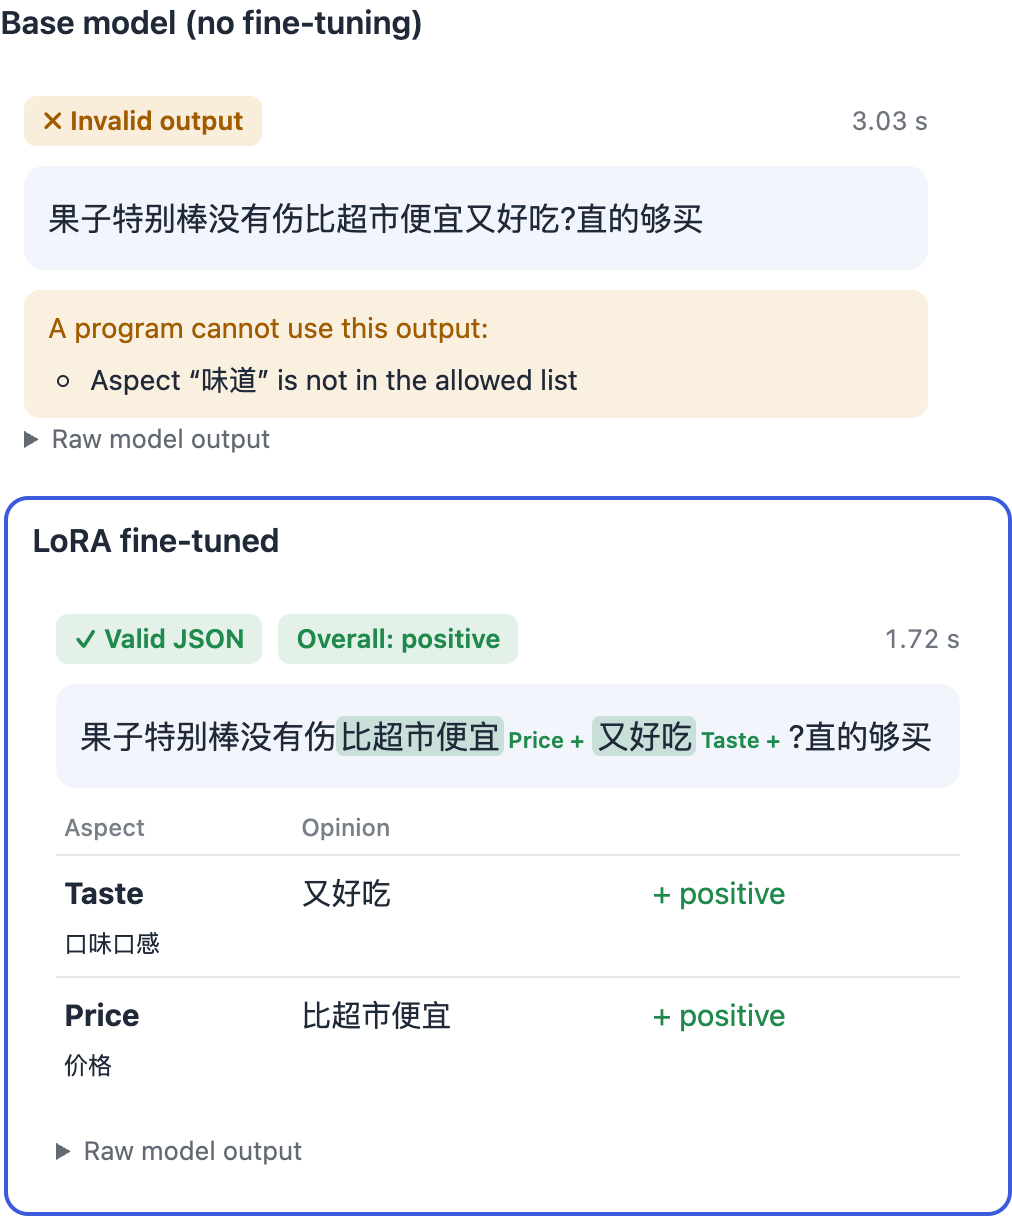 Base model (no fine-tuning)
✕ Invalid output 3.03 s
果子特别棒没有伤比超市便宜又好吃?直的够买
A program cannot use this output:
Aspect “味道” is not in the allowed list
▶ Raw model output
LoRA fine-tuned
✓ Valid JSON Overall: positive 1.72 s
果子特别棒没有伤比超市便宜 Price + 又好吃 Taste + ?直的够买
Aspect Opinion
Taste 又好吃 + positive
口味口感
Price 比超市便宜 + positive
价格
▶ Raw model output